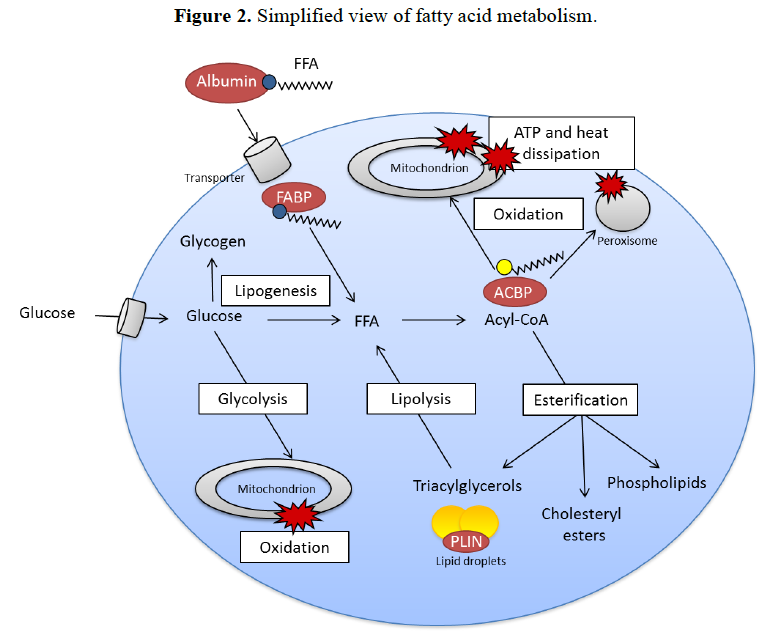 Figure 2. Simplified view of fatty acid metabolism.
FFA
Albumin
ATP and heat
dissipation
Mitochondrion
Transporter
FABP
Oxidation
Peroxisome
Glycogen
Lipogenesis
ACBP
Glucose
Glucose
FFA
Acyl-CoA
Glycolysis
Lipolysis
Esterification
Mitochondrion
Triacylglycerols
Phospholipids
Cholesteryl
esters
PLIN
Oxidation
Lipid droplets